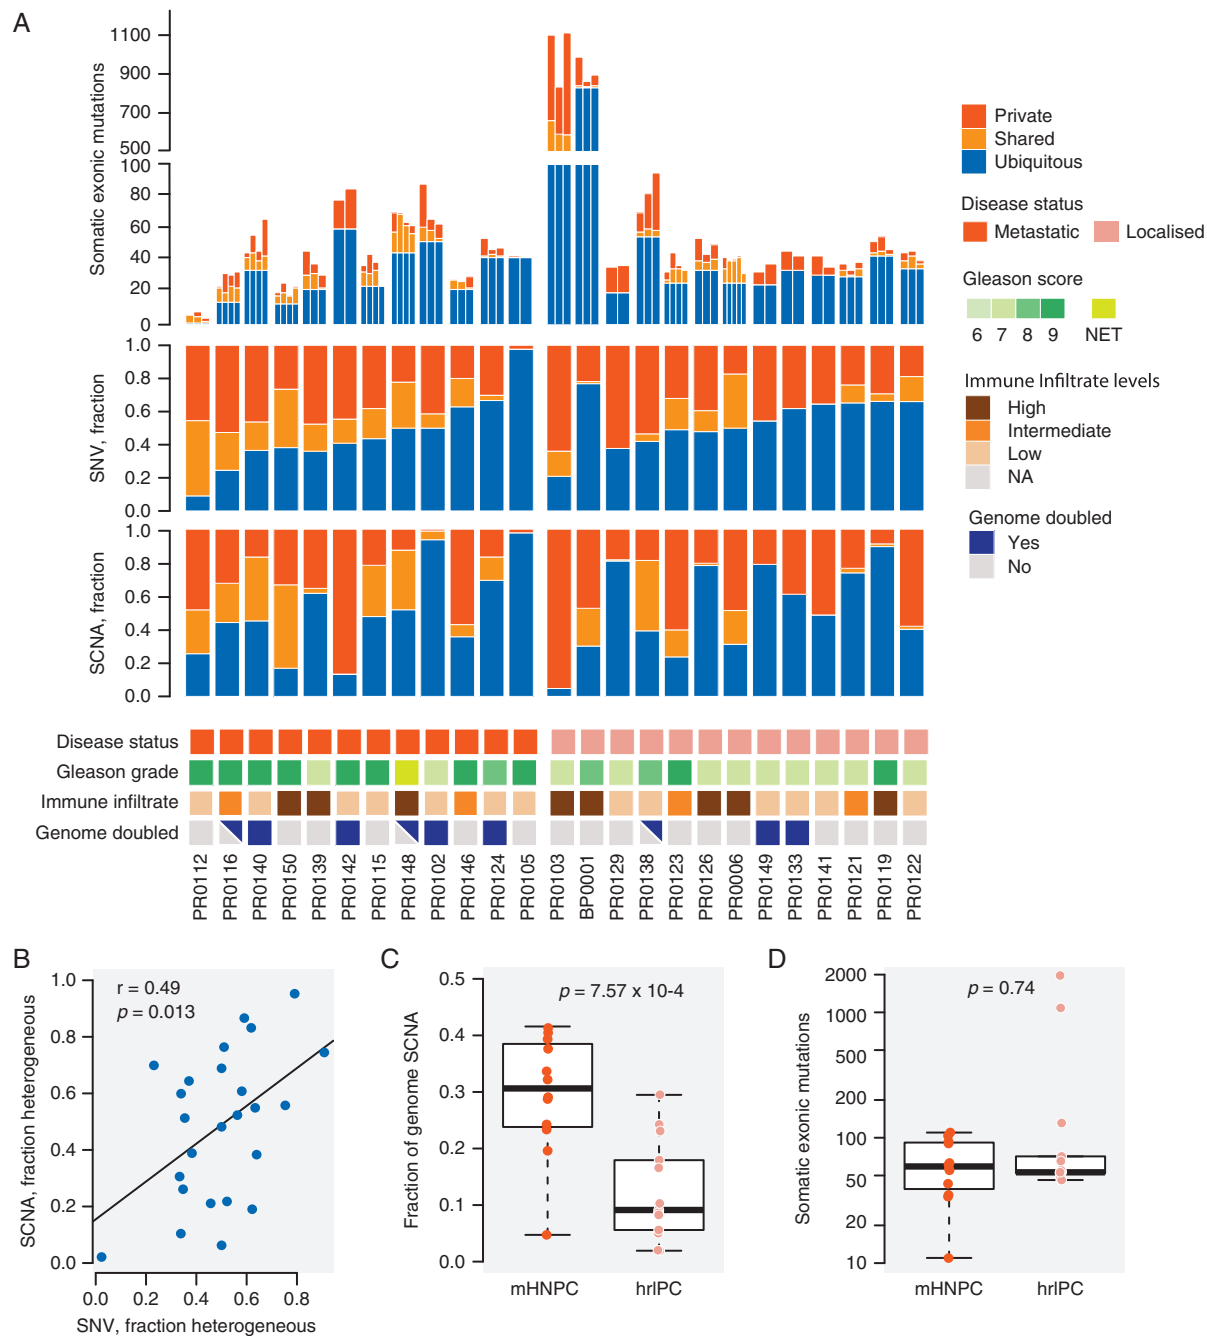 A
Somatic exonic mutations
1100
900
700
500
100
80
60
40
20
0
Private
Shared
Ubiquitous
Disease status
Metastatic Localised
Gleason score
6 7 8 9 NET
Immune Infiltrate levels
High
Intermediate
Low
NA
Genome doubled
Yes
No
SNV, fraction
1.0
0.8
0.6
0.4
0.2
0.0
SCNA, fraction
1.0
0.8
0.6
0.4
0.2
0.0
Disease status
Gleason grade
Immune infiltrate
Genome doubled
PR0112 PR0116 PR0140 PR0150 PR0139 PR0142 PR0115 PR0148 PR0102 PR0146 PR0124 PR0105 PR0103 BP0001 PR0129 PR0138 PR0123 PR0126 PR0006 PR0149 PR0133 PR0141 PR0121 PR0119 PR0122
B
SCNA, fraction heterogeneous
1.0
0.8
0.6
0.4
0.2
0.0
r = 0.49
p = 0.013
0.0 0.2 0.4 0.6 0.8
SNV, fraction heterogeneous
C
Fraction of genome SCNA
0.5
0.4
0.3
0.2
0.1
0.0
p = 7.57 x 10-4
mHNPC hrlPC
D
Somatic exonic mutations
2000
1000
500
200
100
50
20
10
p = 0.74
mHNPC hrlPC